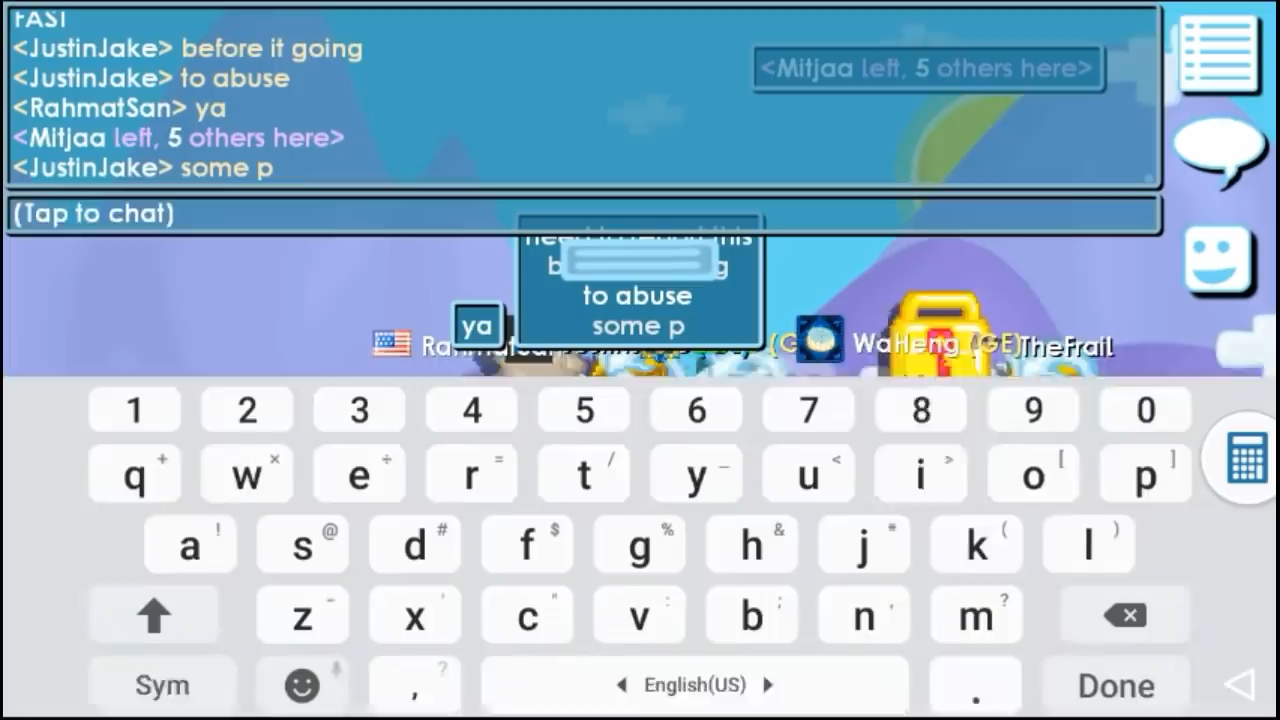 FAST
<JustinJake> before it going
<Mitjaa left, 5 others here>
<JustinJake> to abuse
<RahmatSan> ya
<Mitjaa left, 5 others here>
<JustinJake> some p
(Tap to chat)
to abuse
ya
some p
WaHeng (GE)
TheFrail
1 2 3 4 5 6 7 8 9 0
q + w × e ÷ r = t / y _ u < i > o [ p ]
a ! s @ d # f $ g % h & j * k ( l )
z - x ' c " v : b ; n , m ?
Sym , ? English(US) . Done